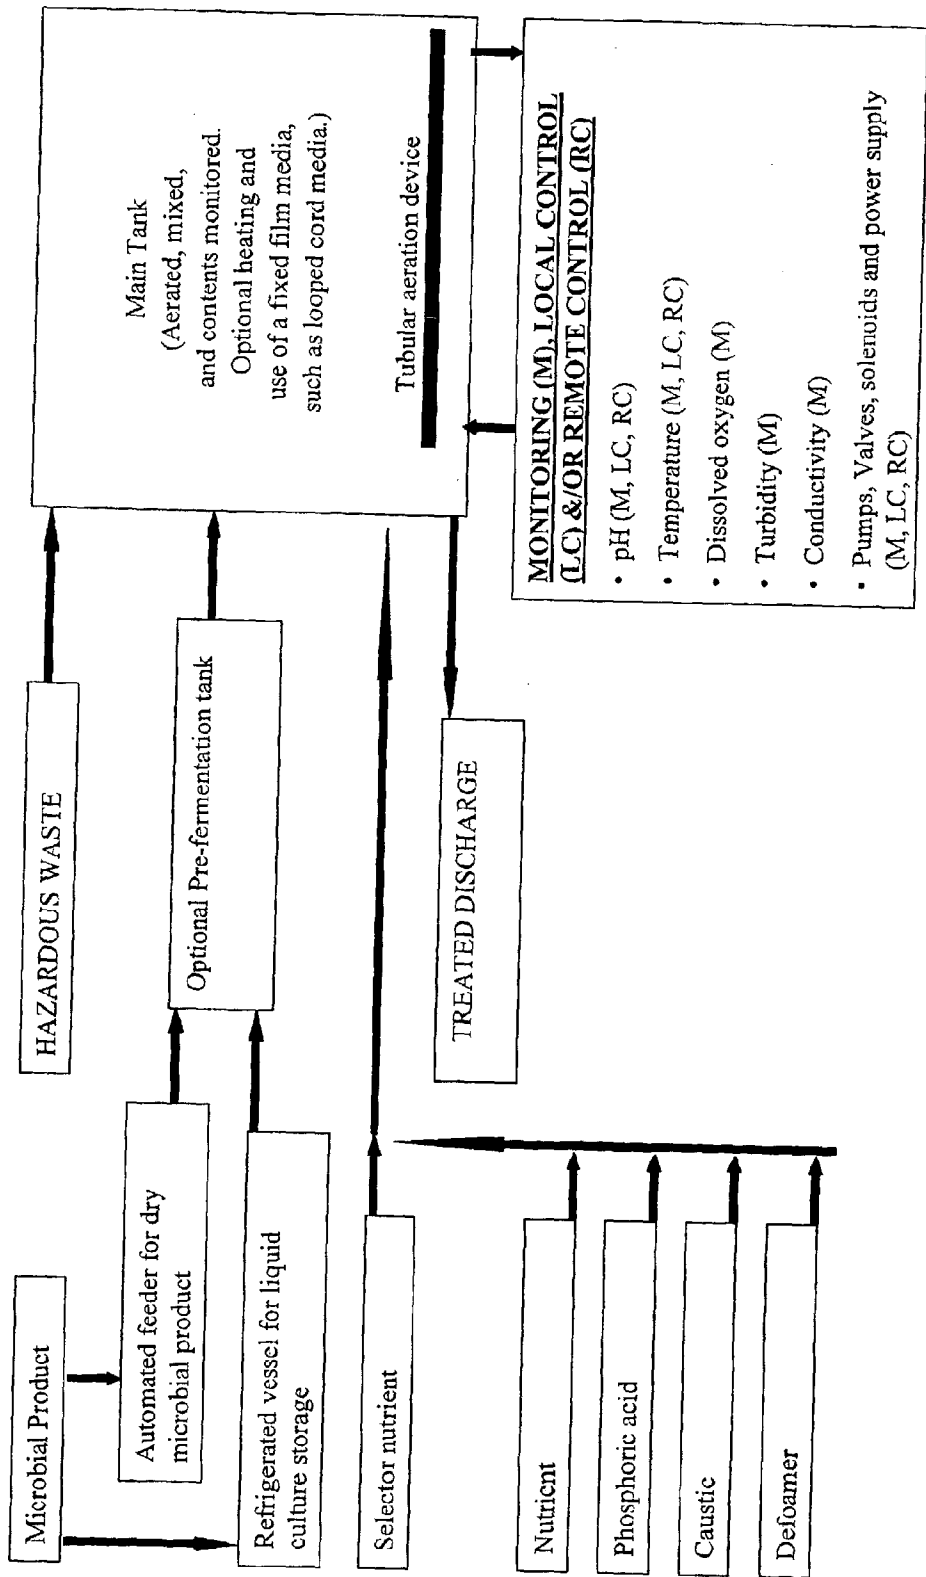 Microbial Product
Automated feeder for dry
microbial product
Refrigerated vessel for liquid
culture storage
Selector nutrient
Nutrient
Phosphoric acid
Caustic
Defoamer
HAZARDOUS WASTE
Optional Pre-fermentation tank
TREATED DISCHARGE
Main Tank
(Aerated, mixed,
and contents monitored.
Optional heating and
use of a fixed film media,
such as looped cord media.)
Tubular aeration device
MONITORING (M), LOCAL CONTROL
(LC) &/OR REMOTE CONTROL (RC)
• pH (M, LC, RC)
• Temperature (M, LC, RC)
• Dissolved oxygen (M)
• Turbidity (M)
• Conductivity (M)
• Pumps, Valves, solenoids and power supply
(M, LC, RC)